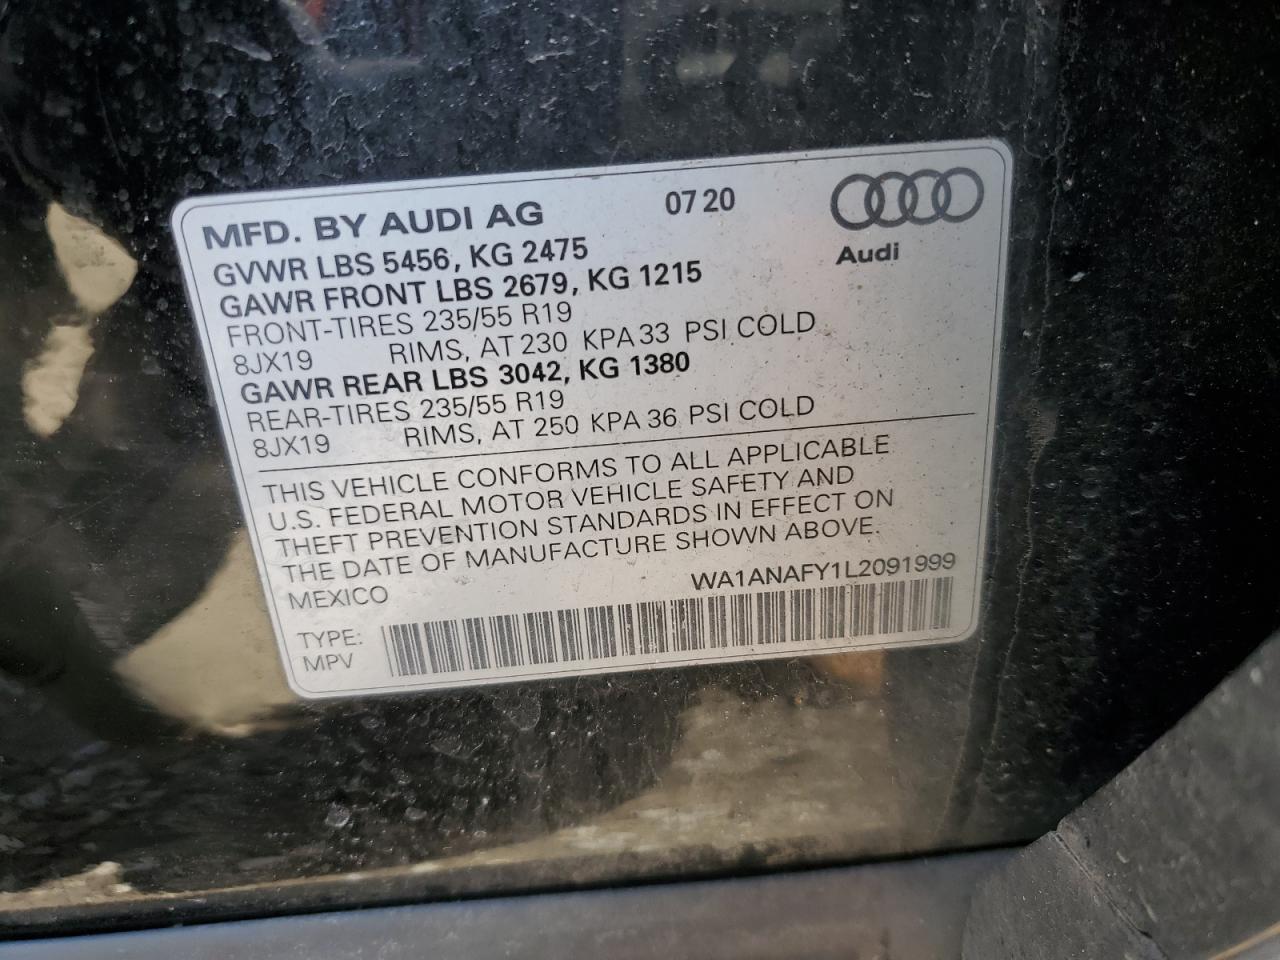 MFD. BY AUDI AG 07 20
Audi
GVWR LBS 5456, KG 2475
GAWR FRONT LBS 2679, KG 1215
FRONT-TIRES 235/55 R19
8JX19 RIMS, AT 230 KPA 33 PSI COLD
GAWR REAR LBS 3042, KG 1380
REAR-TIRES 235/55 R19
8JX19 RIMS, AT 250 KPA 36 PSI COLD
THIS VEHICLE CONFORMS TO ALL APPLICABLE
U.S. FEDERAL MOTOR VEHICLE SAFETY AND
THEFT PREVENTION STANDARDS IN EFFECT ON
THE DATE OF MANUFACTURE SHOWN ABOVE.
MEXICO WA1ANAFY1L2091999
TYPE:
MPV